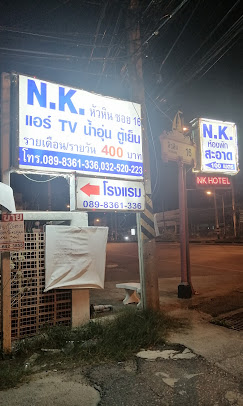 N.K. หัวหิน ซอย 16
แอร์ TV น้ำอุ่น ตู้เย็น
รายเดือน/รายวัน 400 บาท
โทร.089-8361-336,032-520-223
โรงแรม
089-8361-336
N.K.
ห้องพัก
สะอาด
NK HOTEL
16